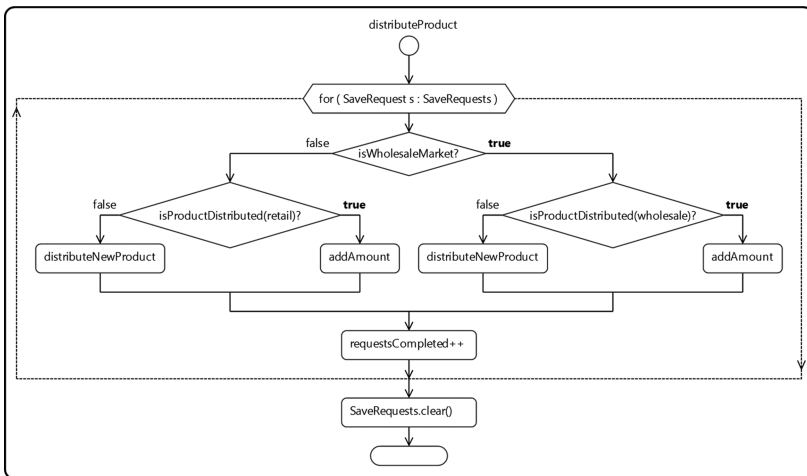 distributeProduct
for ( SaveRequest s : SaveRequests )
false
true
isWholesaleMarket?
false
true
false
true
isProductDistributed(retail)?
isProductDistributed(wholesale)?
distributeNewProduct
addAmount
distributeNewProduct
addAmount
requestsCompleted++
SaveRequests.clear()